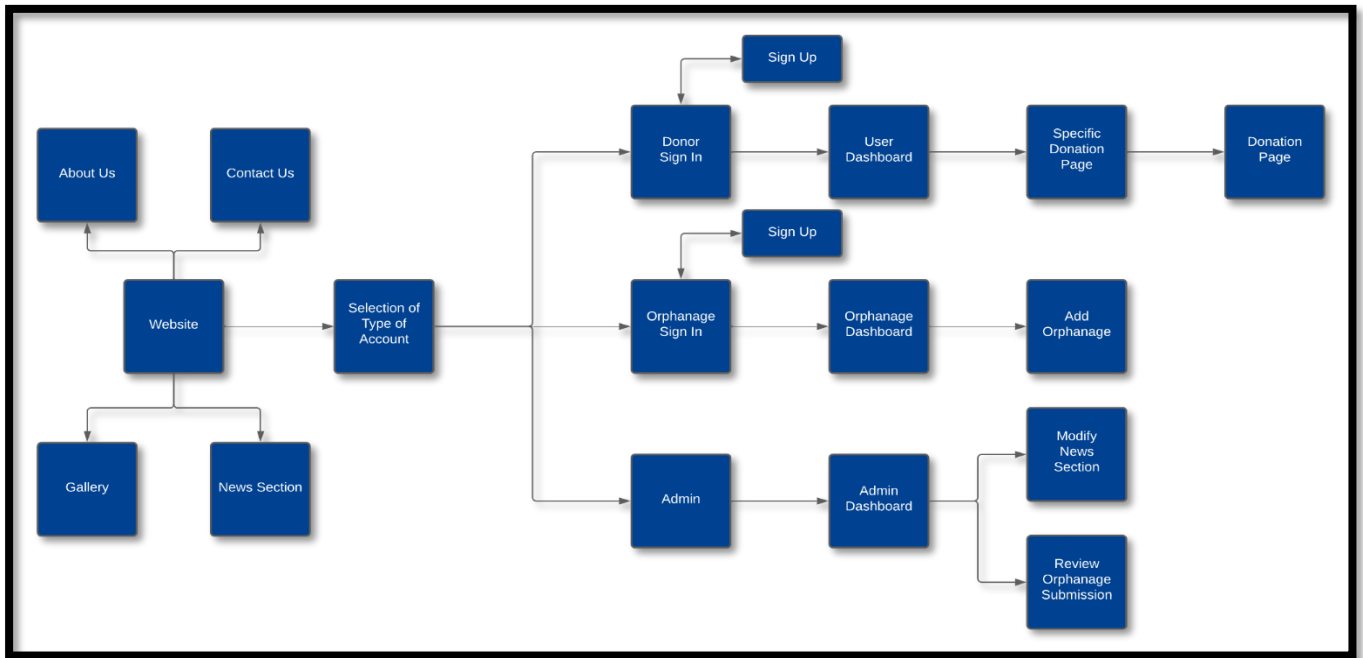 Sign Up
Donor
Sign In
User
Dashboard
Specific
Donation
Page
Donation
Page
About Us
Contact Us
Sign Up
Website
Selection of
Type of
Account
Orphanage
Sign In
Orphanage
Dashboard
Add
Orphanage
Gallery
News Section
Admin
Admin
Dashboard
Modify
News
Section
Review
Orphanage
Submission